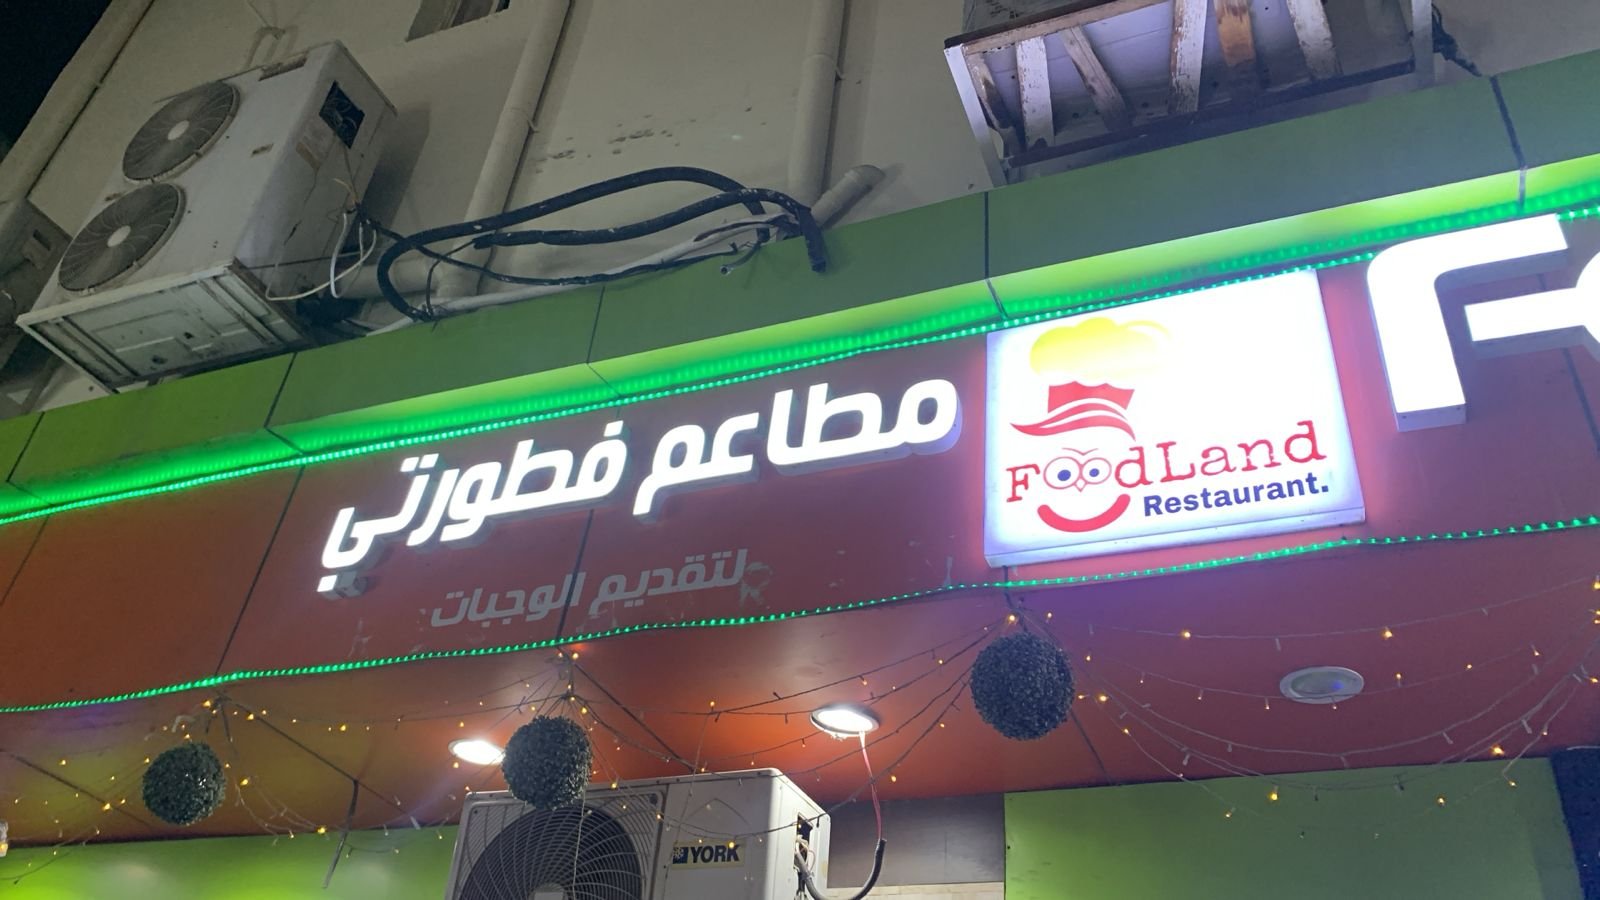 مطاعم فطورتي
لتقديم الوجبات
FoodLand
Restaurant.
YORK